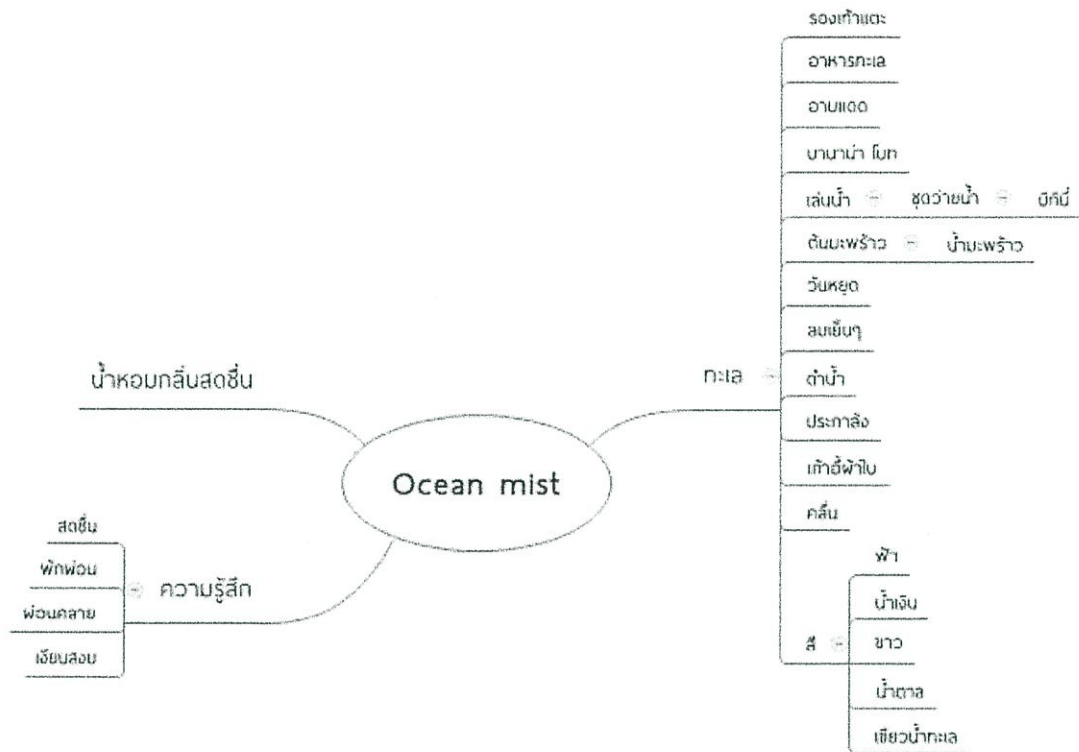 Ocean mist
น้ำหอมกลิ่นสดชื่น
ความรู้สึก
สดชื่น
พักผ่อน
ผ่อนคลาย
เงียบสงบ
ทะเล
รองเท้าแตะ
อาหารทะเล
อาบแดด
บานาน่า โบท
เล่นน้ำ ชุดว่ายน้ำ บิกินี่
ต้นมะพร้าว น้ำมะพร้าว
วันหยุด
ลมเย็นๆ
ดำน้ำ
ประการัง
เก้าอี้ผ้าใบ
คลื่น
สี
ฟ้า
น้ำเงิน
ขาว
น้ำตาล
เขียวน้ำทะเล